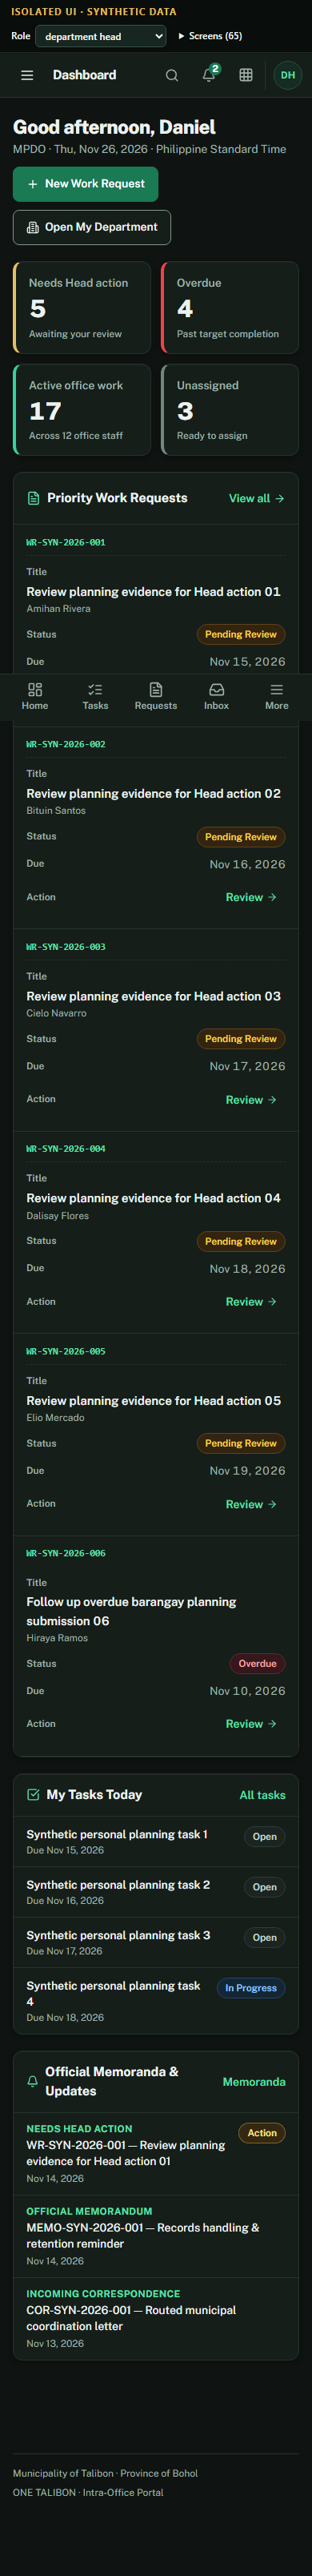 ISOLATED UI · SYNTHETIC DATA
Role department head Screens (65)
Dashboard 2 DH
Good afternoon, Daniel
MPDO · Thu, Nov 26, 2026 · Philippine Standard Time
New Work Request
Open My Department
Needs Head action
5
Awaiting your review
Overdue
4
Past target completion
Active office work
17
Across 12 office staff
Unassigned
3
Ready to assign
Priority Work Requests View all
WR-SYN-2026-001
Title
Review planning evidence for Head action 01
Amihan Rivera
Status Pending Review
Due Nov 15, 2026
Home Tasks Requests Inbox More
WR-SYN-2026-002
Title
Review planning evidence for Head action 02
Bituin Santos
Status Pending Review
Due Nov 16, 2026
Action Review
WR-SYN-2026-003
Title
Review planning evidence for Head action 03
Cielo Navarro
Status Pending Review
Due Nov 17, 2026
Action Review
WR-SYN-2026-004
Title
Review planning evidence for Head action 04
Dalisay Flores
Status Pending Review
Due Nov 18, 2026
Action Review
WR-SYN-2026-005
Title
Review planning evidence for Head action 05
Elio Mercado
Status Pending Review
Due Nov 19, 2026
Action Review
WR-SYN-2026-006
Title
Follow up overdue barangay planning
submission 06
Hiraya Ramos
Status Overdue
Due Nov 10, 2026
Action Review
My Tasks Today All tasks
Synthetic personal planning task 1 Open
Due Nov 15, 2026
Synthetic personal planning task 2 Open
Due Nov 16, 2026
Synthetic personal planning task 3 Open
Due Nov 17, 2026
Synthetic personal planning task
4 In Progress
Due Nov 18, 2026
Official Memoranda &
Updates Memoranda
NEEDS HEAD ACTION Action
WR-SYN-2026-001 — Review planning
evidence for Head action 01
Nov 14, 2026
OFFICIAL MEMORANDUM
MEMO-SYN-2026-001 — Records handling &
retention reminder
Nov 14, 2026
INCOMING CORRESPONDENCE
COR-SYN-2026-001 — Routed municipal
coordination letter
Nov 13, 2026
Municipality of Talibon · Province of Bohol
ONE TALIBON · Intra-Office Portal